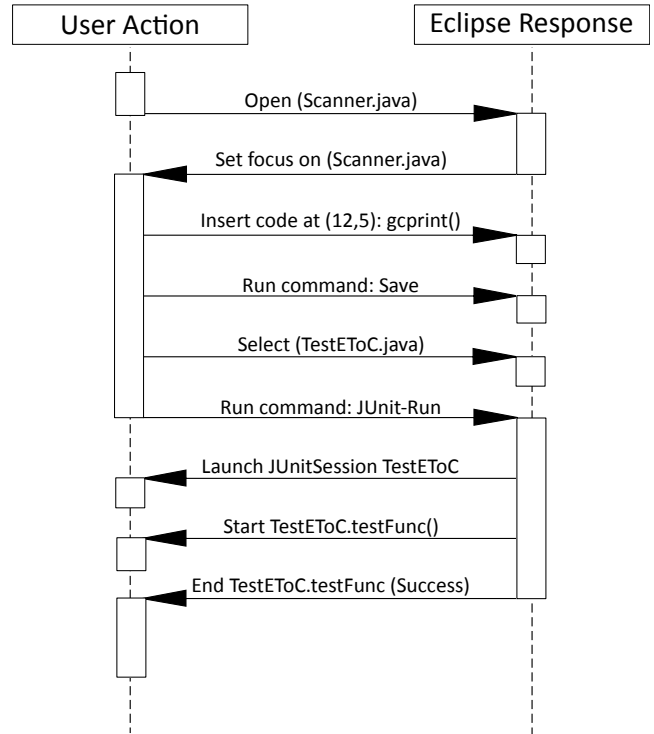 User Action
Eclipse Response
Open (Scanner.java)
Set focus on (Scanner.java)
Insert code at (12,5): gcprint()
Run command: Save
Select (TestEToC.java)
Run command: JUnit-Run
Launch JUnitSession TestEToC
Start TestEToC.testFunc()
End TestEToC.testFunc (Success)